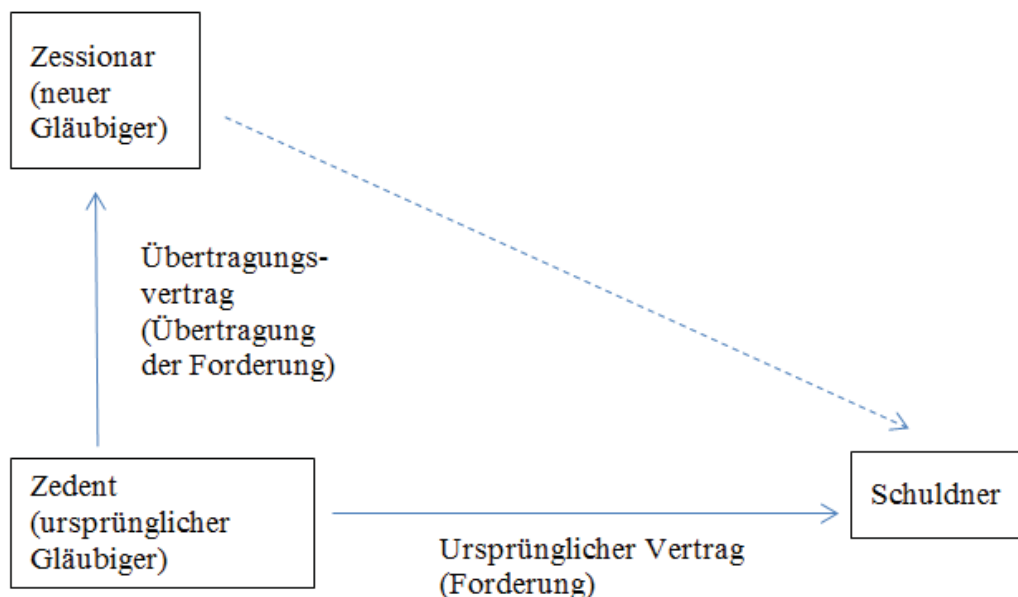 Zessionar
(neuer
Gläubiger)
Übertragungs-
vertrag
(Übertragung
der Forderung)
Zedent
(ursprünglicher
Gläubiger)
Schuldner
Ursprünglicher Vertrag
(Forderung)